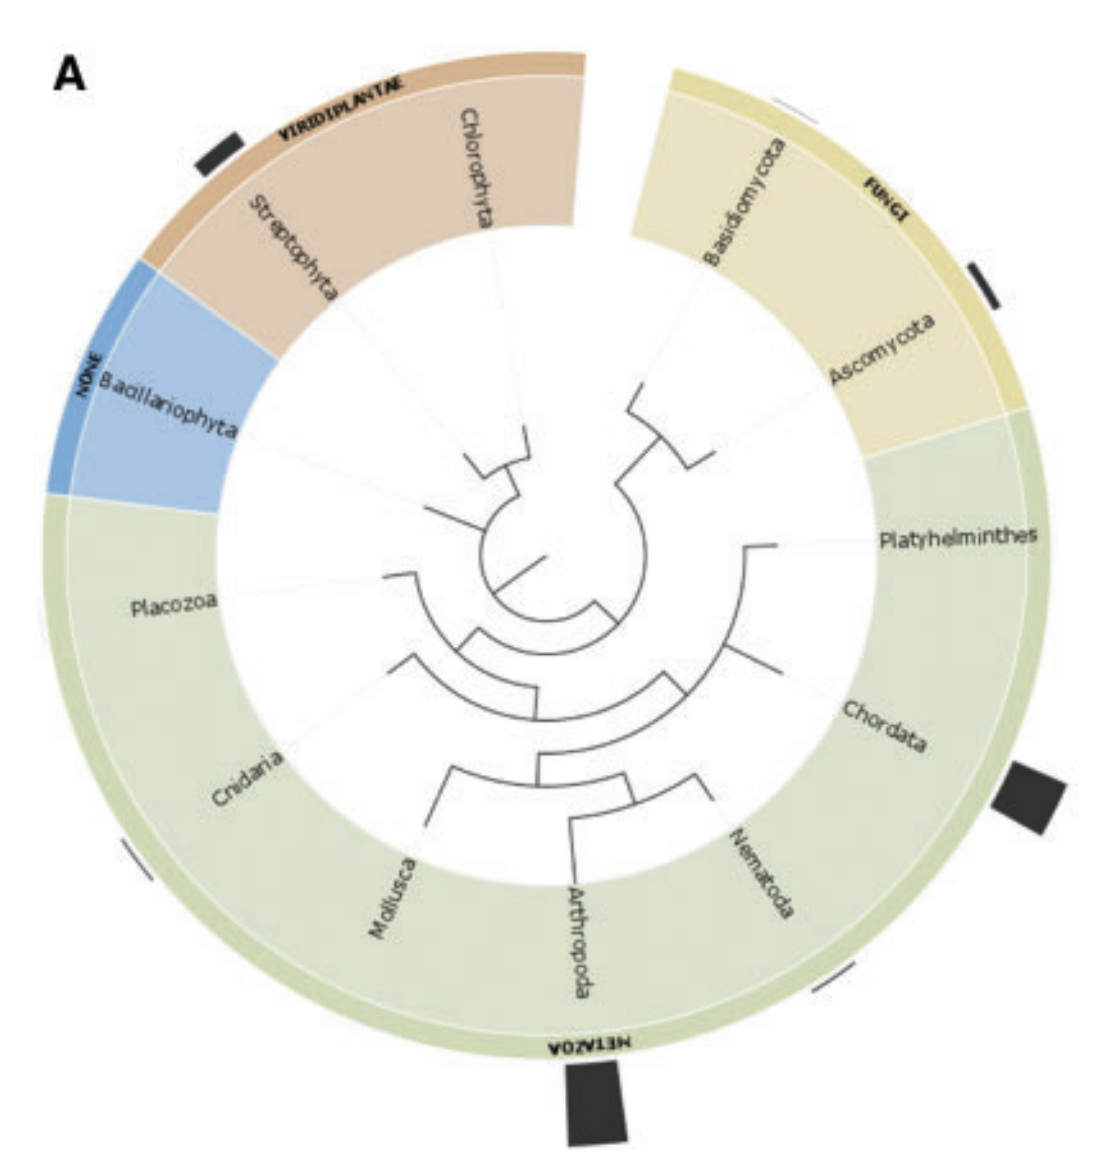 A
VIRIDIPLANTAE
Chlorophyta
Streptophyta
NONE
Bacillariophyta
FUNGI
Basidiomycota
Ascomycota
Platyhelminthes
Chordata
Nematoda
Arthropoda
Mollusca
Cnidaria
Placozoa
METAZOA